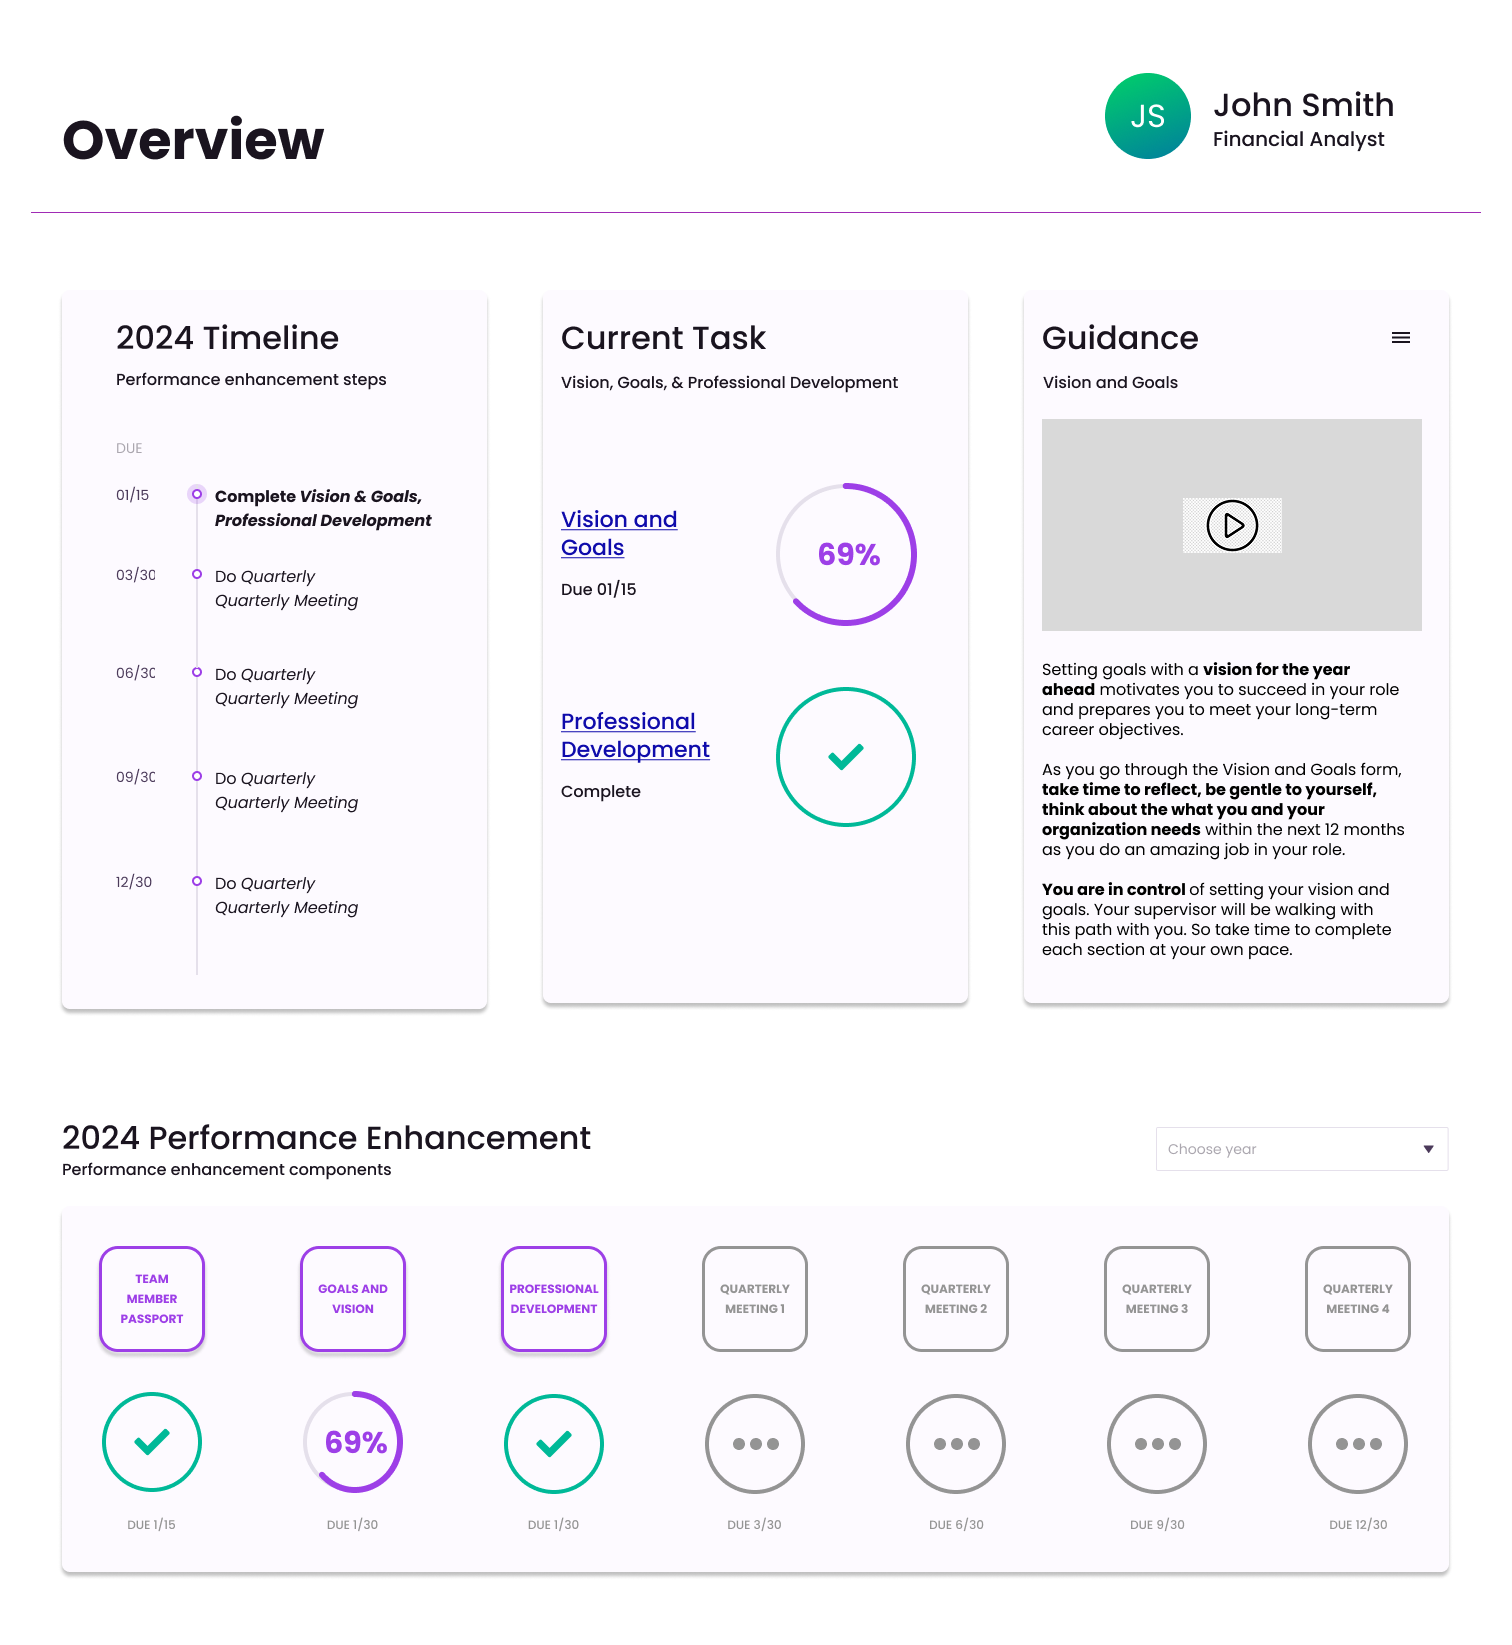 Overview
JS
John Smith
Financial Analyst
2024 Timeline
Performance enhancement steps
DUE
01/15
Complete Vision & Goals,
Professional Development
03/30
Do Quarterly
Quarterly Meeting
06/30
Do Quarterly
Quarterly Meeting
09/30
Do Quarterly
Quarterly Meeting
12/30
Do Quarterly
Quarterly Meeting
Current Task
Vision, Goals, & Professional Development
Vision and
Goals
Due 01/15
69%
Professional
Development
Complete
Guidance
Vision and Goals
Setting goals with a vision for the year
ahead motivates you to succeed in your role
and prepares you to meet your long-term
career objectives.
As you go through the Vision and Goals form,
take time to reflect, be gentle to yourself,
think about the what you and your
organization needs within the next 12 months
as you do an amazing job in your role.
You are in control of setting your vision and
goals. Your supervisor will be walking with
this path with you. So take time to complete
each section at your own pace.
2024 Performance Enhancement
Performance enhancement components
Choose year
TEAM
MEMBER
PASSPORT
GOALS AND
VISION
PROFESSIONAL
DEVELOPMENT
QUARTERLY
MEETING 1
QUARTERLY
MEETING 2
QUARTERLY
MEETING 3
QUARTERLY
MEETING 4
69%
DUE 1/15
DUE 1/30
DUE 1/30
DUE 3/30
DUE 6/30
DUE 9/30
DUE 12/30